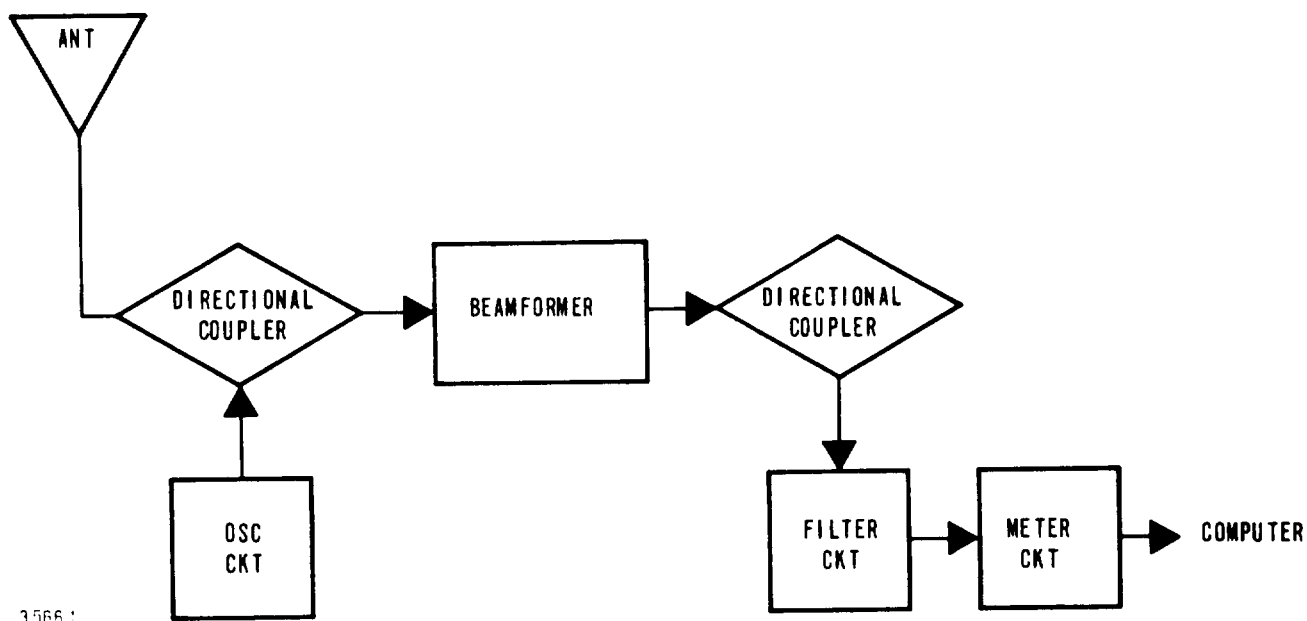 ANT
DIRECTIONAL
COUPLER
BEAMFORMER
DIRECTIONAL
COUPLER
OSC
CKT
FILTER
CKT
METER
CKT
COMPUTER